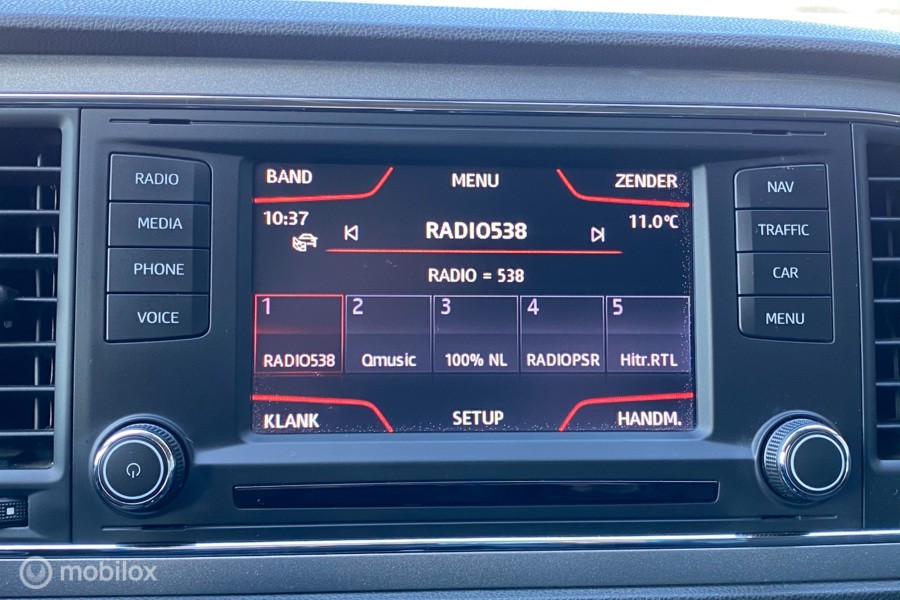 RADIO
MEDIA
PHONE
VOICE
BAND MENU ZENDER
10:37 RADIO538 11.0°C
RADIO = 538
1 2 3 4 5
RADIO538 Qmusic 100% NL RADIOPSR Hitr.RTL
KLANK SETUP HANDM.
NAV
TRAFFIC
CAR
MENU
mobilox